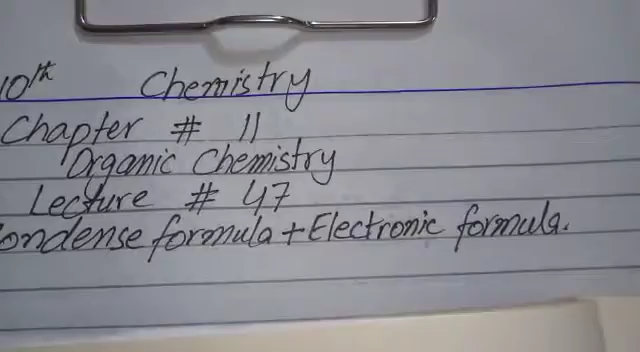 10th Chemistry
Chapter # 11
Organic Chemistry
Lecture # 47
ondense formula + Electronic formula.